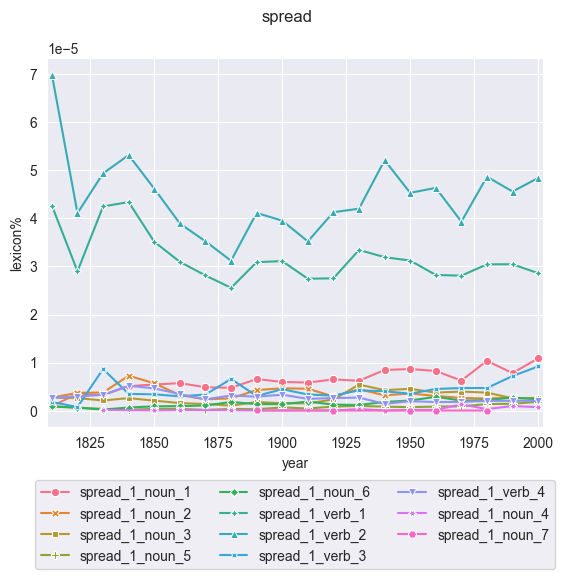 spread
1e−5
7
6
5
4
3
2
1
0
lexicon%
1825 1850 1875 1900 1925 1950 1975 2000
year
spread_1_noun_1 spread_1_noun_6 spread_1_verb_4
spread_1_noun_2 spread_1_verb_1 spread_1_noun_4
spread_1_noun_3 spread_1_verb_2 spread_1_noun_7
spread_1_noun_5 spread_1_verb_3